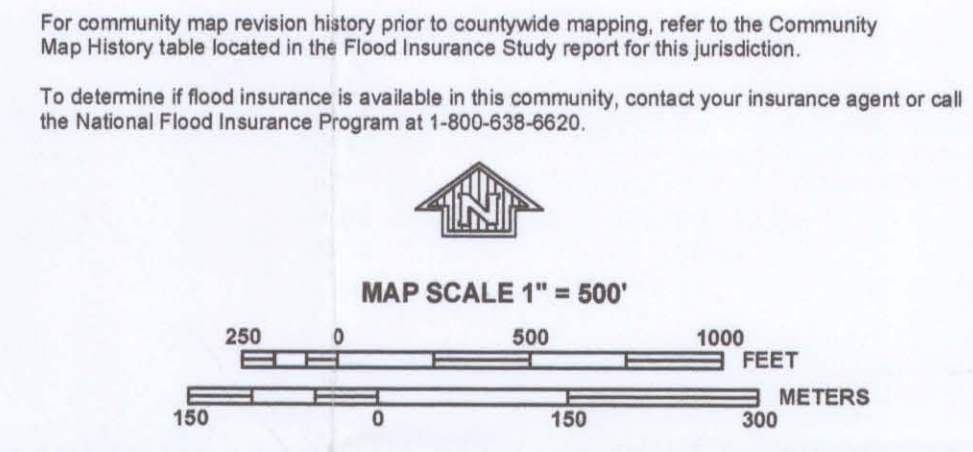 For community map revision history prior to countywide mapping, refer to the Community
Map History table located in the Flood Insurance Study report for this jurisdiction.
To determine if flood insurance is available in this community, contact your insurance agent or call
the National Flood Insurance Program at 1-800-638-6620.
N
MAP SCALE 1" = 500'
250 0 500 1000
FEET
METERS
150 0 150 300